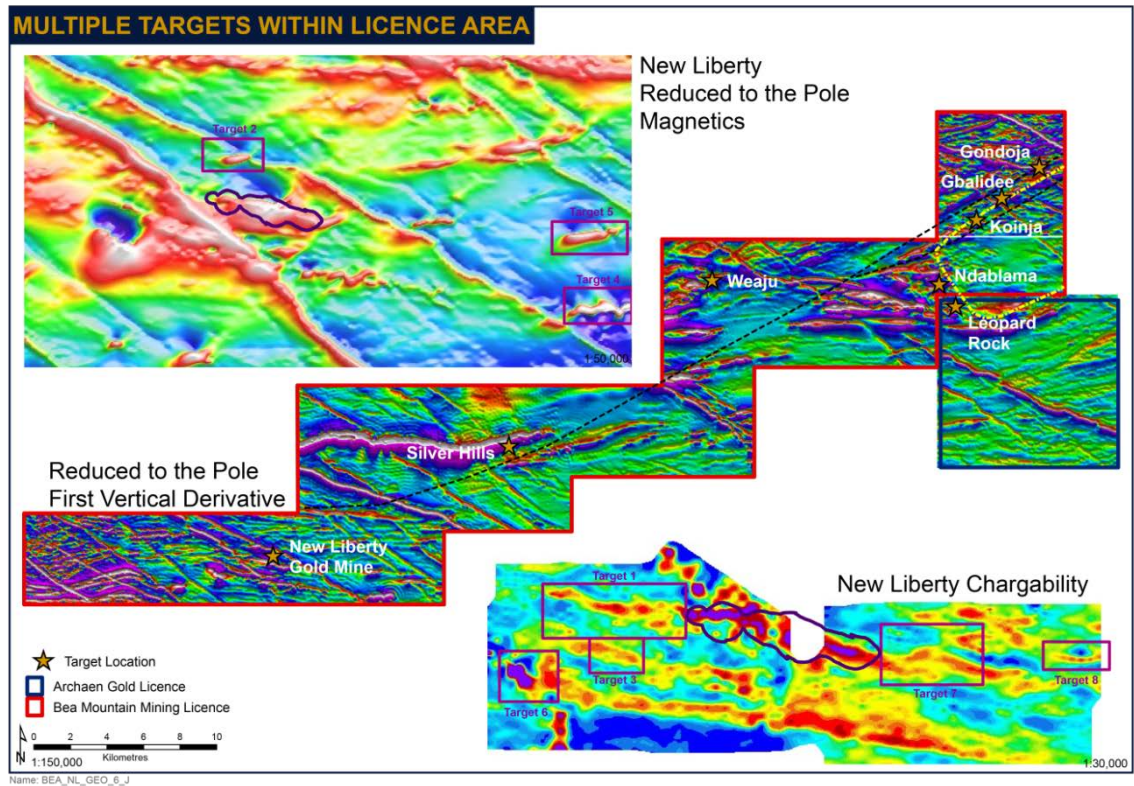 MULTIPLE TARGETS WITHIN LICENCE AREA
New Liberty
Reduced to the Pole
Magnetics
Target 2
Target 5
Target 4
1:50,000
Gondoja
Gbalidee
Koinja
Weaju
Ndablama
Leopard
Rock
Silver Hills
Reduced to the Pole
First Vertical Derivative
New Liberty
Gold Mine
New Liberty Chargability
Target 1
Target 3
Target 6
Target 7
Target 8
Target Location
Archaen Gold Licence
Bea Mountain Mining Licence
N
0 2 4 6 8 10
Kilometres
1:150,000
1:30,000
Name: BEA_NL_GEO_6_J